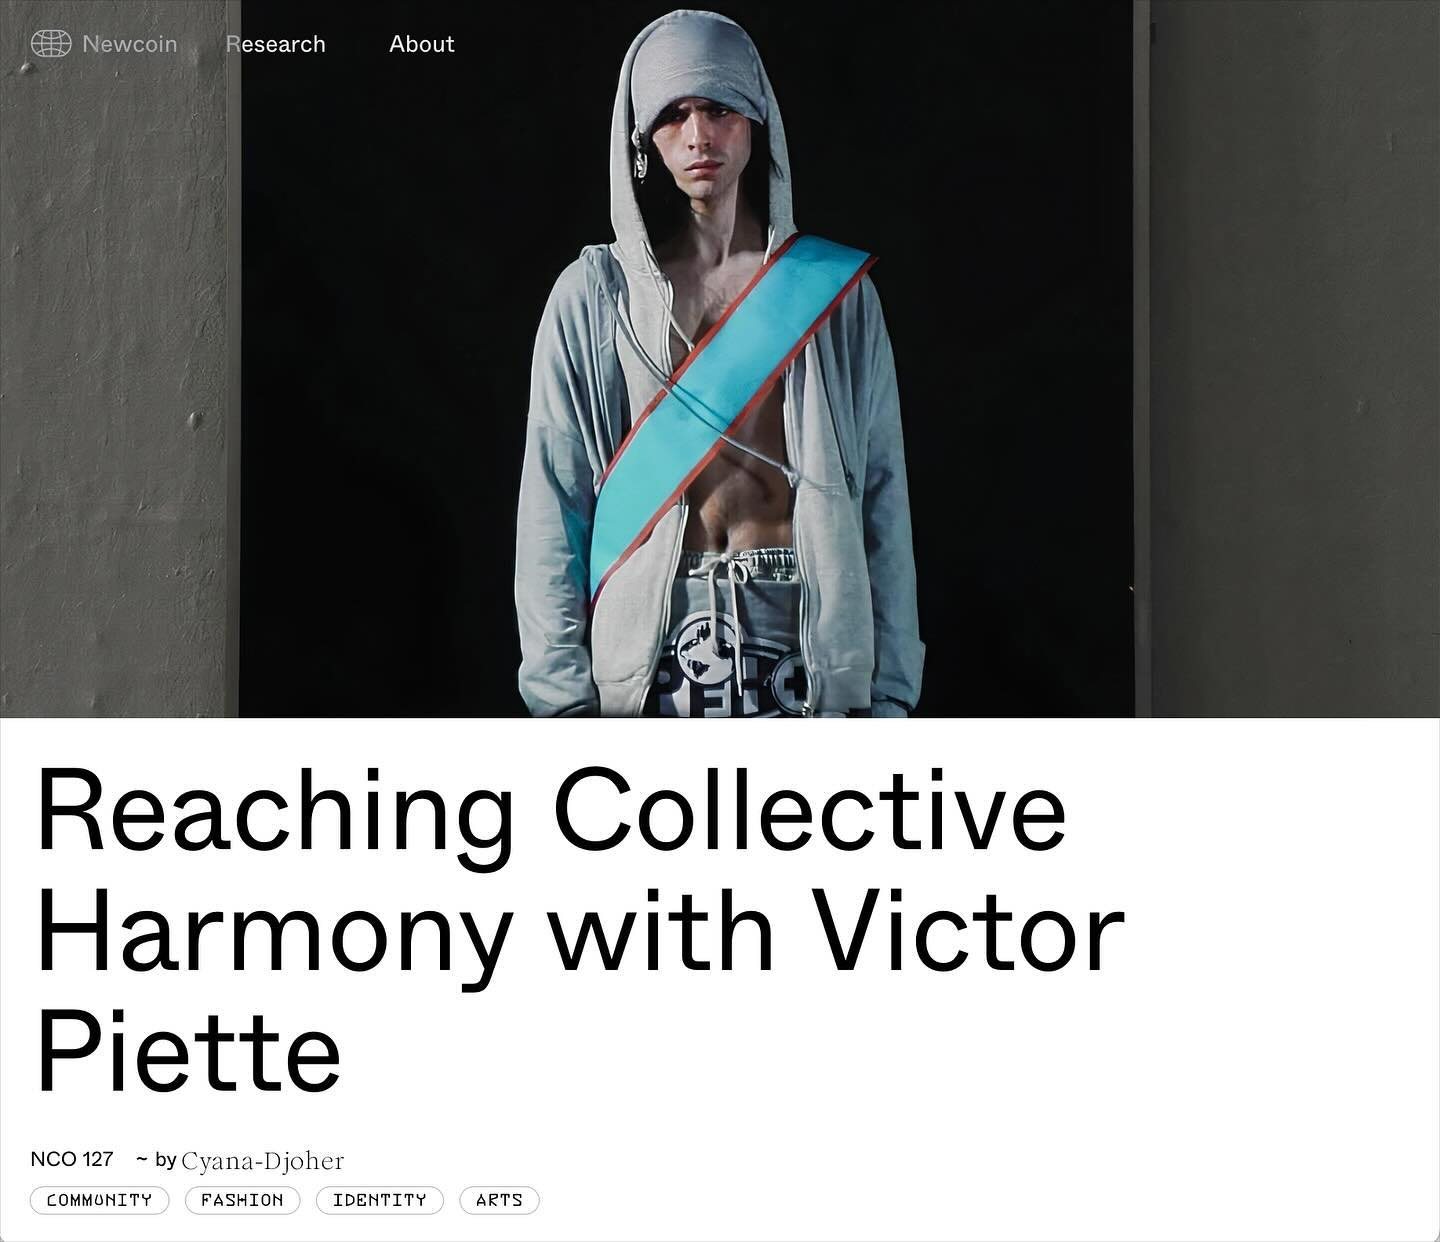 Newcoin Research About
Reaching Collective
Harmony with Victor
Piette
NCO 127 ~ by Cyana-Djoher
COMMUNITY FASHION IDENTITY ARTS